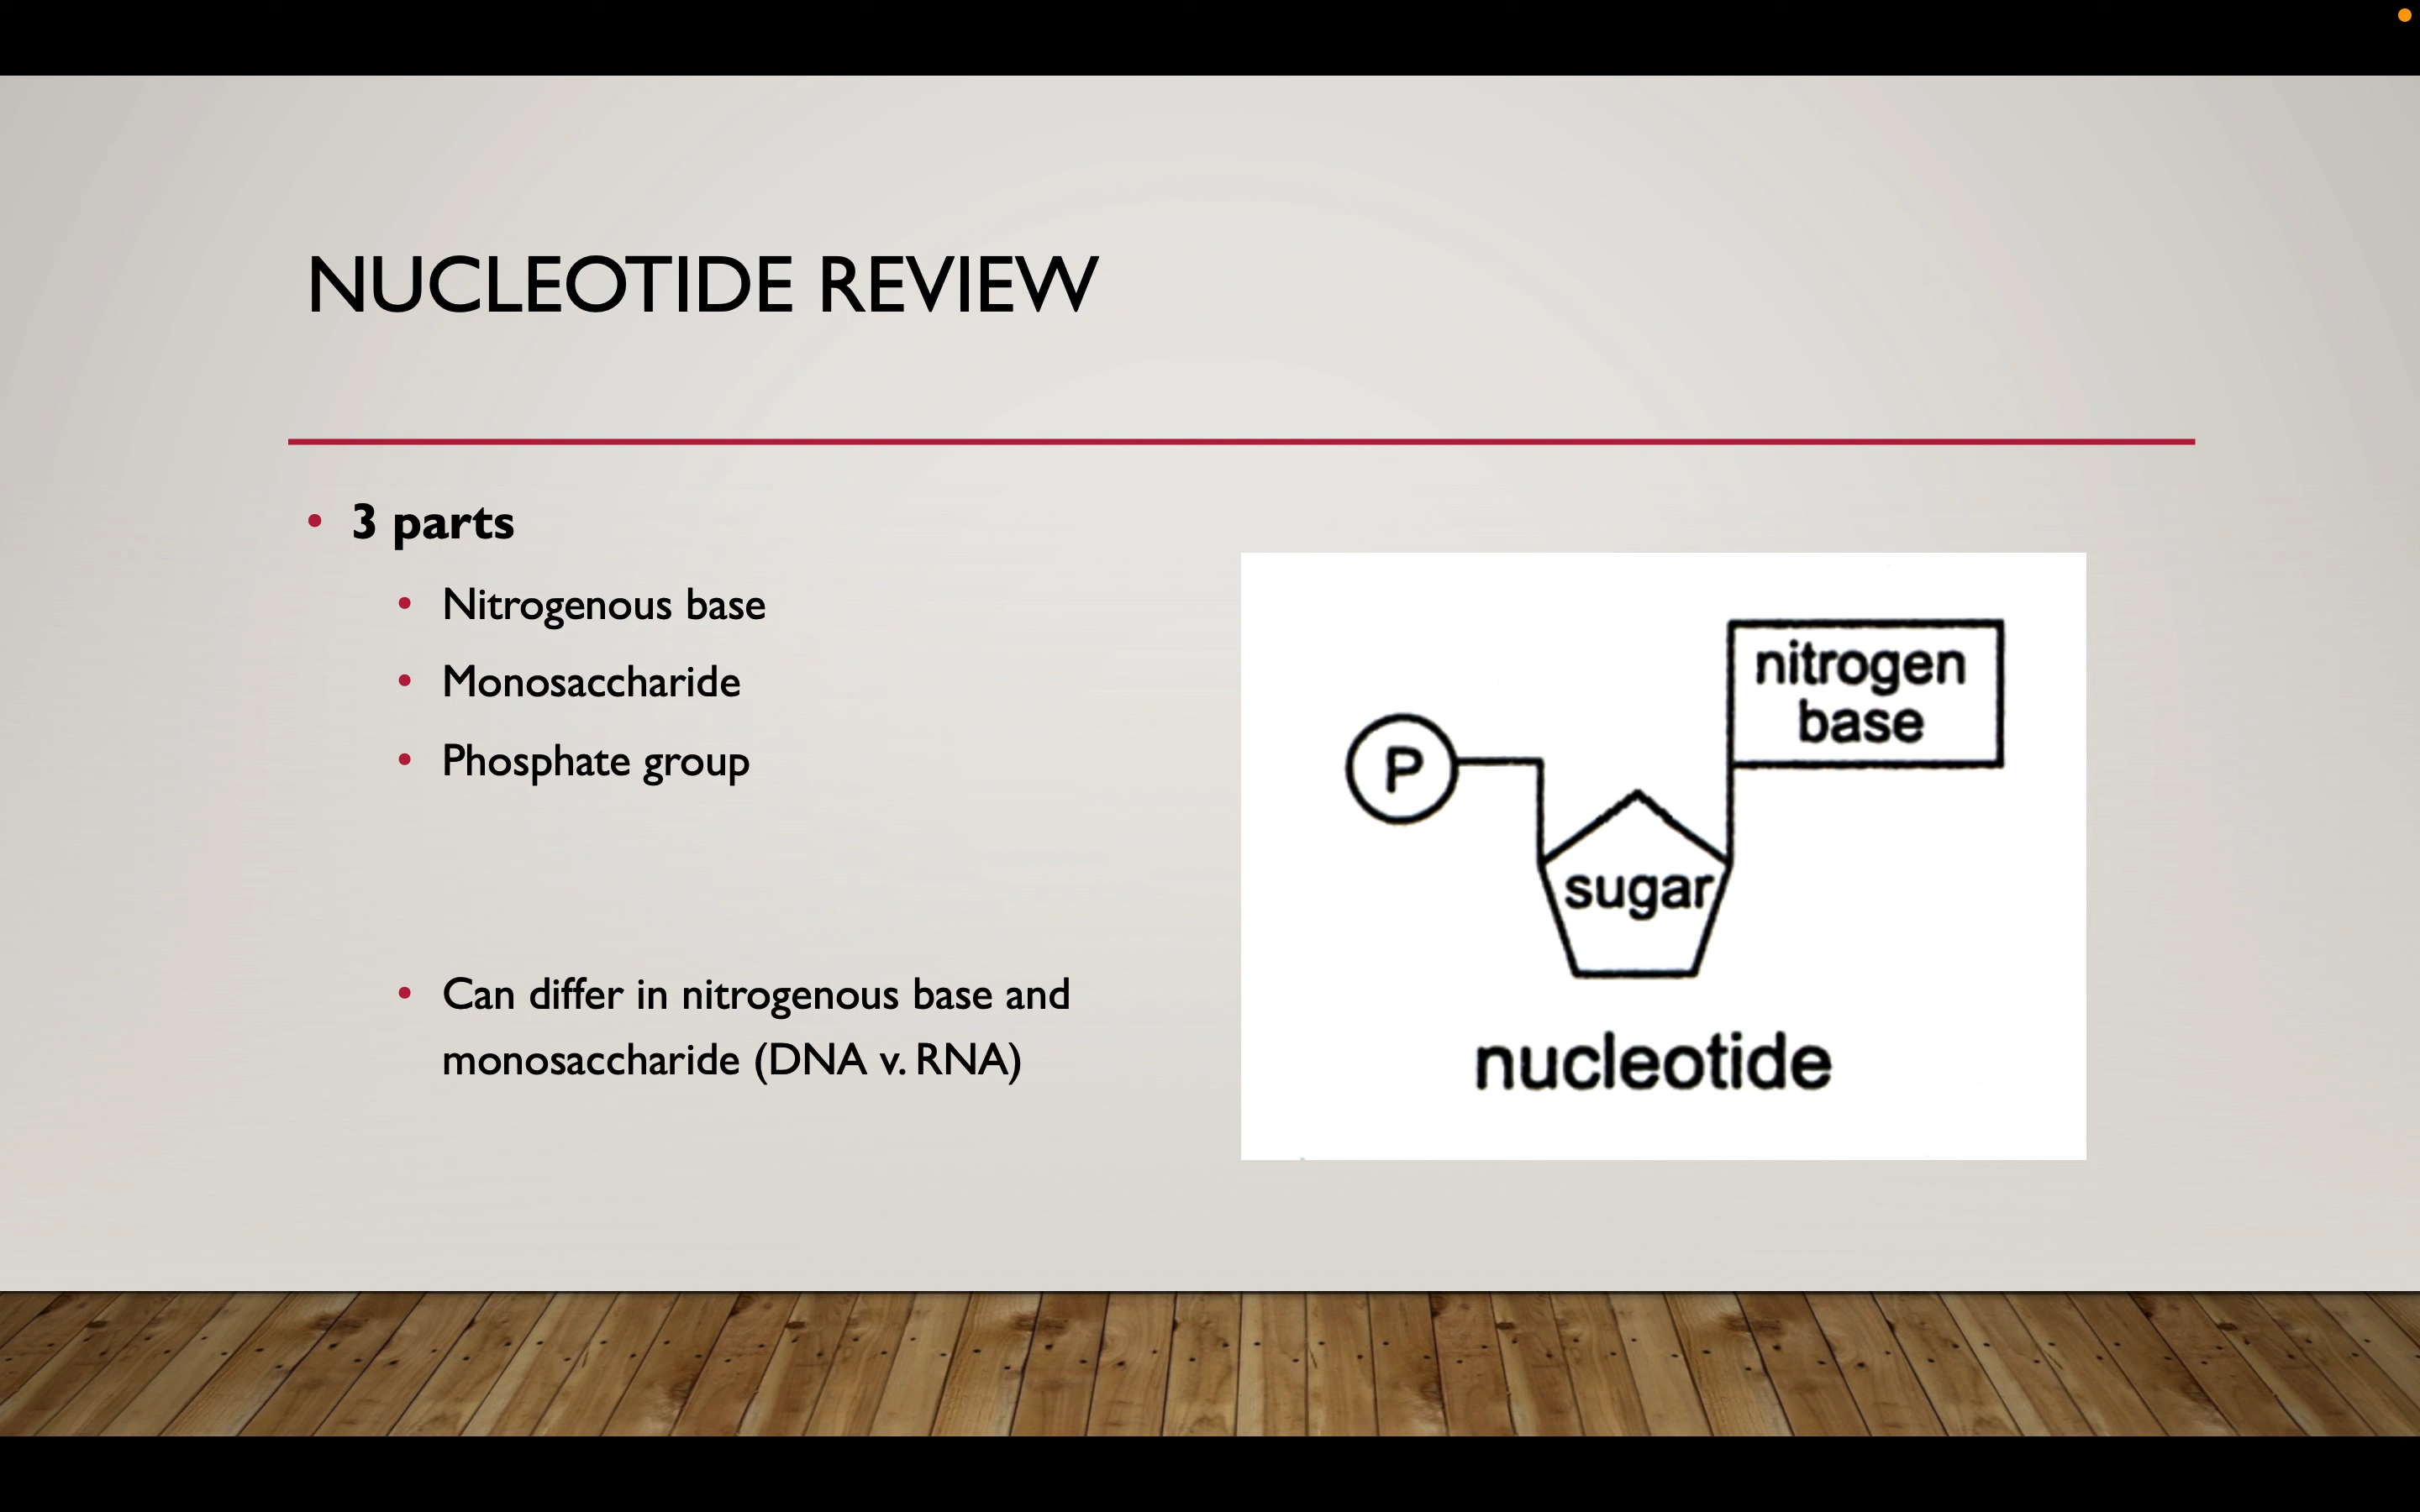 NUCLEOTIDE REVIEW
• 3 parts
• Nitrogenous base
• Monosaccharide
• Phosphate group
• Can differ in nitrogenous base and
monosaccharide (DNA v. RNA)
nitrogen
base
P
sugar
nucleotide